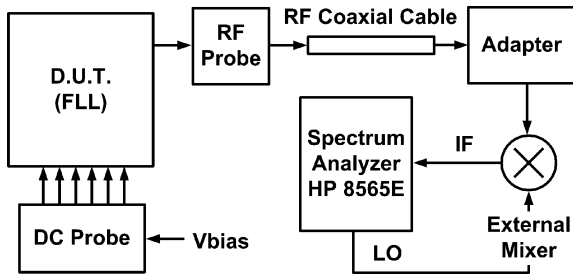 RF Coaxial Cable
D.U.T.
(FLL)
RF
Probe
Adapter
Spectrum
Analyzer
HP 8565E
IF
DC Probe
Vbias
LO
External
Mixer